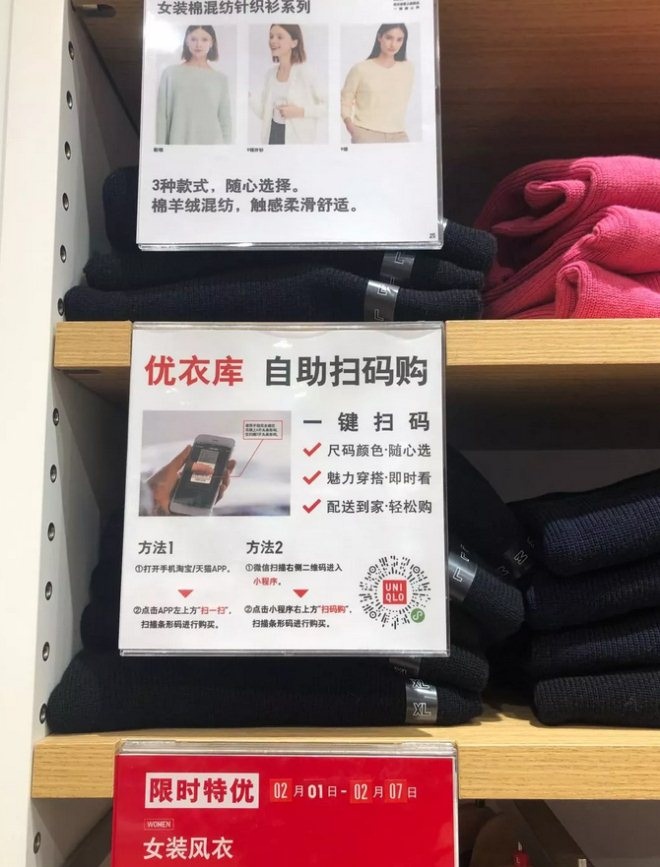 女装棉混纺针织衫系列
3种款式，随心选择。
棉羊绒混纺，触感柔滑舒适。
L
L
优衣库 自助扫码购
一键扫码
尺码颜色·随心选
魅力穿搭·即时看
配送到家·轻松购
方法1
①打开手机淘宝/天猫APP。
②点击APP左上方"扫一扫"，
扫描条形码进行购买。
方法2
①微信扫描右侧二维码进入
小程序。
②点击小程序右上方"扫码购"，
扫描条形码进行购买。
UNI
QLO
L
M
XL
XL
限时特优 02月01日-02月07日
WOMEN
女装风衣